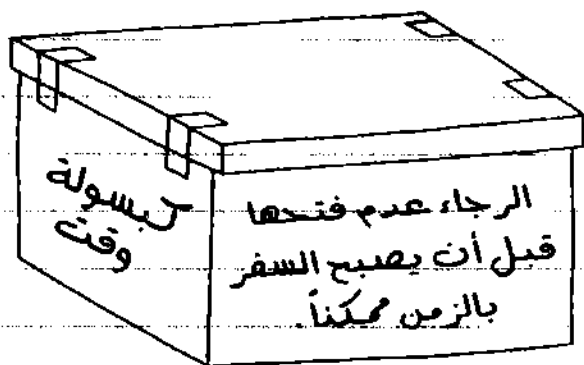 كبسولة
وقت
الرجاء عدم فتحها
قبل أن يصبح السفر
بالزمن ممكناً.